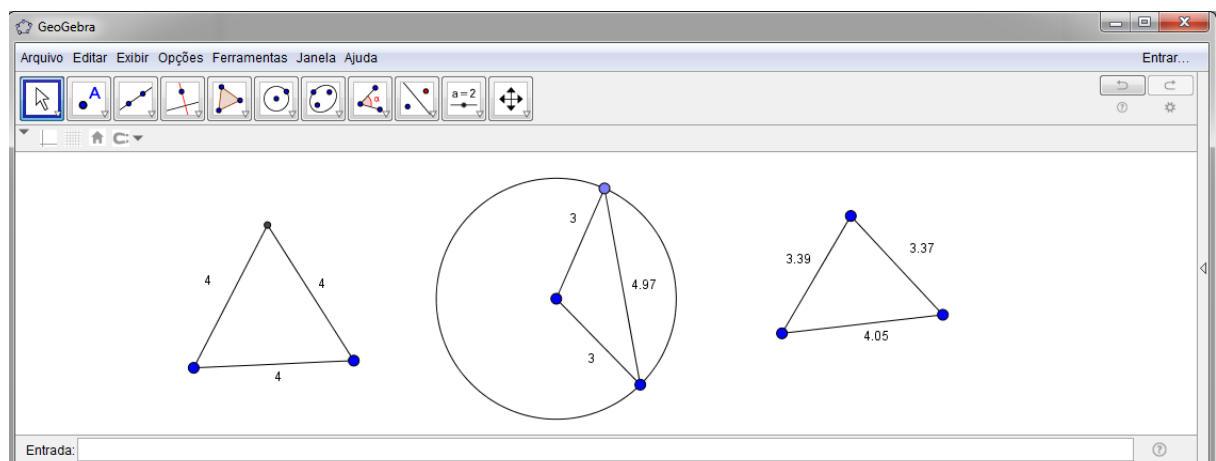 GeoGebra
Arquivo Editar Exibir Opções Ferramentas Janela Ajuda Entrar...
A α a = 2
3
3.39 3.37
4 4 4.97
4.05
3
4
Entrada: